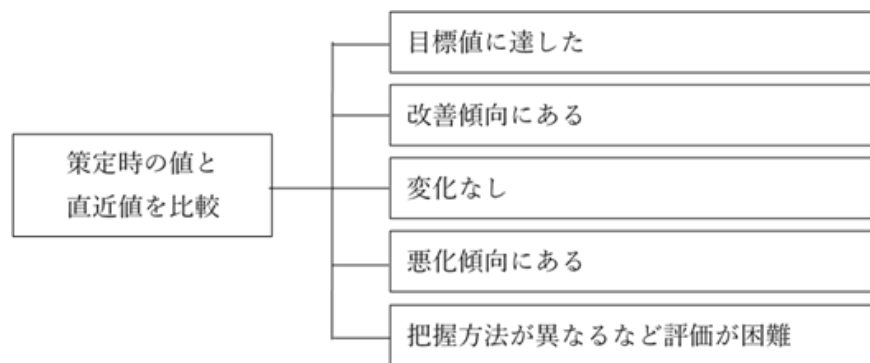 策定時の値と
直近値を比較
目標値に達した
改善傾向にある
変化なし
悪化傾向にある
把握方法が異なるなど評価が困難